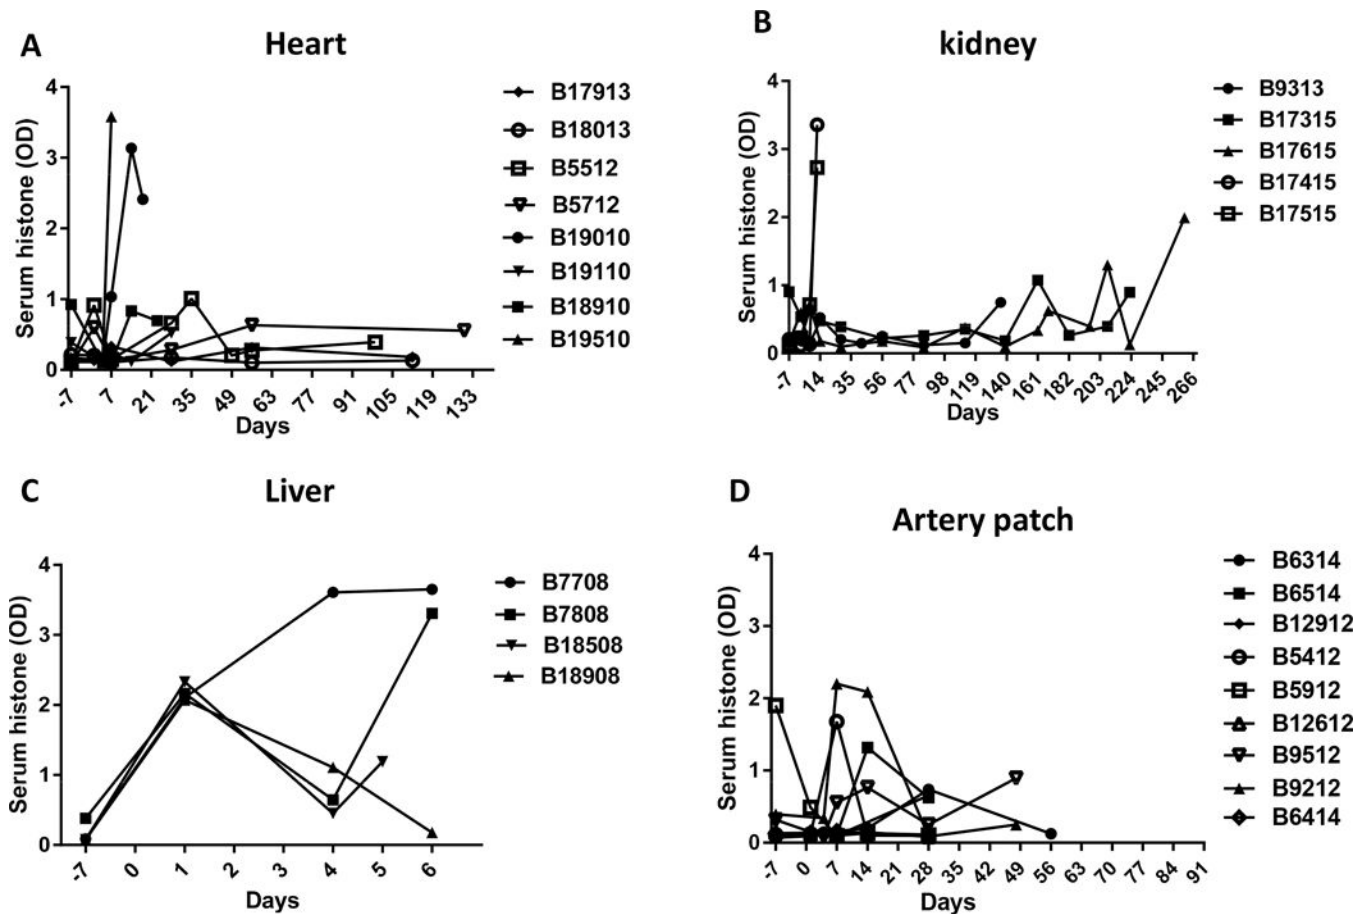 A
Heart
Serum histone (OD)
4
3
2
1
0
-7
7
21
35
49
63
77
91
105
119
133
Days
B17913
B18013
B5512
B5712
B19010
B19110
B18910
B19510
B
kidney
Serum histone (OD)
4
3
2
1
0
-7
14
35
56
77
98
119
140
161
182
203
224
245
266
Days
B9313
B17315
B17615
B17415
B17515
C
Liver
Serum histone (OD)
4
3
2
1
0
-7
0
1
2
3
4
5
6
Days
B7708
B7808
B18508
B18908
D
Artery patch
Serum histone (OD)
4
3
2
1
0
-7
0
7
14
21
28
35
42
49
56
63
70
77
84
91
Days
B6314
B6514
B12912
B5412
B5912
B12612
B9512
B9212
B6414